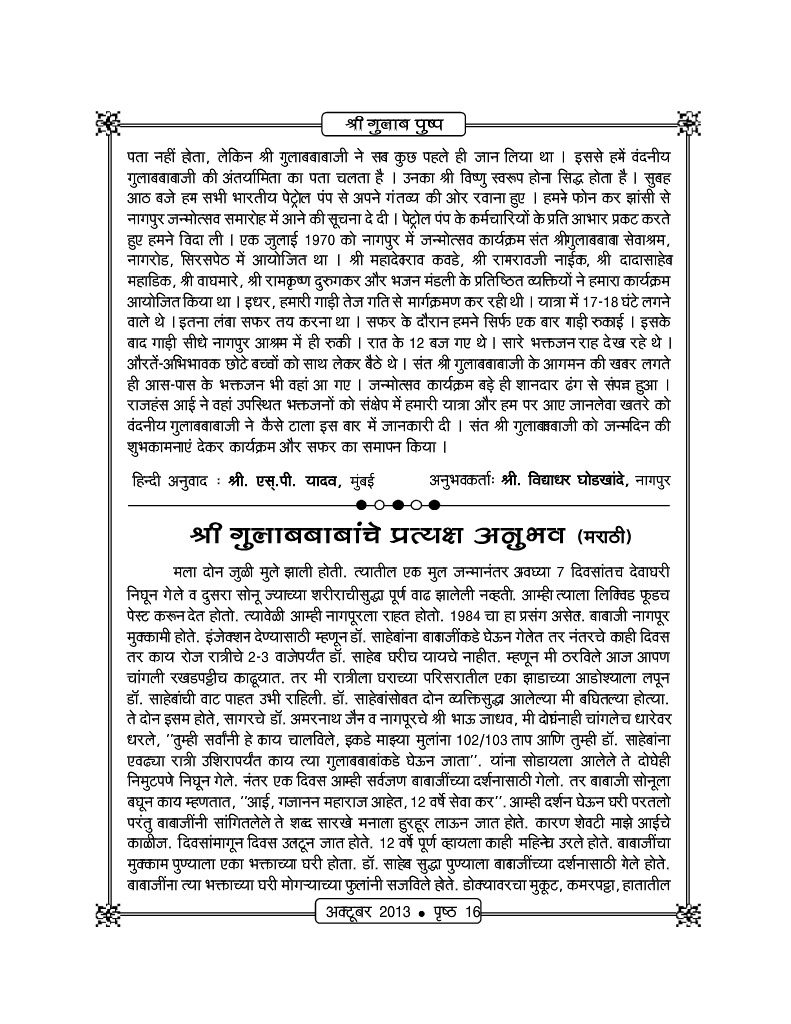 श्री गुलाब पुष्प
पता नहीं होता, लेकिन श्री गुलाबबाबाजी ने सब कुछ पहले ही जान लिया था । इससे हमें वंदनीय
गुलाबबाबाजी की अंतर्यामिता का पता चलता है । उनका श्री विष्णु स्वरूप होना सिद्ध होता है । सुबह
आठ बजे हम सभी भारतीय पेट्रोल पंप से अपने गंतव्य की ओर रवाना हुए । हमने फोन कर झांसी से
नागपुर जन्मोत्सव समारोह में आने की सूचना दे दी । पेट्रोल पंप के कर्मचारियों के प्रति आभार प्रकट करते
हुए हमने विदा ली । एक जुलाई 1970 को नागपुर में जन्मोत्सव कार्यक्रम संत श्रीगुलाबबाबा सेवाश्रम,
नागरोड, सिरसपेठ में आयोजित था । श्री महादेवराव कवडे, श्री रामरावजी नाईक, श्री दादासाहेब
महाडिक, श्री वाघमारे, श्री रामकृष्ण दुरुगकर और भजन मंडली के प्रतिष्ठित व्यक्तियों ने हमारा कार्यक्रम
आयोजित किया था । इधर, हमारी गाड़ी तेज गति से मार्गक्रमण कर रही थी । यात्रा में 17-18 घंटे लगने
वाले थे । इतना लंबा सफर तय करना था । सफर के दौरान हमने सिर्फ एक बार गाड़ी रुकाई । इसके
बाद गाड़ी सीधे नागपुर आश्रम में ही रुकी । रात के 12 बज गए थे । सारे भक्तजन राह देख रहे थे ।
औरतें-अभिभावक छोटे बच्चों को साथ लेकर बैठे थे । संत श्री गुलाबबाबाजी के आगमन की खबर लगते
ही आस-पास के भक्तजन भी वहां आ गए । जन्मोत्सव कार्यक्रम बड़े ही शानदार ढंग से संपन्न हुआ ।
राजहंस आई ने वहां उपस्थित भक्तजनों को संक्षेप में हमारी यात्रा और हम पर आए जानलेवा खतरे को
वंदनीय गुलाबबाबाजी ने कैसे टाला इस बार में जानकारी दी । संत श्री गुलाबबाबाजी को जन्मदिन की
शुभकामनाएं देकर कार्यक्रम और सफर का समापन किया ।
हिन्दी अनुवाद : श्री. एस्.पी. यादव, मुंबई अनुभवकर्ताः श्री. विद्याधर घोडखांदे, नागपुर
श्री गुलाबबाबांचे प्रत्यक्ष अनुभव (मराठी)
मला दोन जुळी मुले झाली होती. त्यातील एक मुल जन्मानंतर अवघ्या 7 दिवसांतच देवाघरी
निघून गेले व दुसरा सोनू ज्याच्या शरीराचीसुद्धा पूर्ण वाढ झालेली नव्हती. आम्ही त्याला लिक्विड फूडच
पेस्ट करून देत होतो. त्यावेळी आम्ही नागपूरला राहत होतो. 1984 चा हा प्रसंग असेल. बाबाजी नागपूर
मुक्कामी होते. इंजेक्शन देण्यासाठी म्हणून डॉ. साहेबांना बाबाजींकडे घेऊन गेलेत तर नंतरचे काही दिवस
तर काय रोज रात्रीचे 2-3 वाजेपर्यंत डॉ. साहेब घरीच यायचे नाहीत. म्हणून मी ठरविले आज आपण
चांगली रखडपट्टीच काढूयात. तर मी रात्रीला घराच्या परिसरातील एका झाडाच्या आडोश्याला लपून
डॉ. साहेबांची वाट पाहत उभी राहिली. डॉ. साहेबांसोबत दोन व्यक्तिसुद्धा आलेल्या मी बघितल्या होत्या.
ते दोन इसम होते, सागरचे डॉ. अमरनाथ जैन व नागपूरचे श्री भाऊ जाधव, मी दोघांनाही चांगलेच धारेवर
धरले, ''तुम्ही सर्वांनी हे काय चालविले, इकडे माझ्या मुलांना 102/103 ताप आणि तुम्ही डॉ. साहेबांना
एवढ्या रात्री उशिरापर्यंत काय त्या गुलाबबाबांकडे घेऊन जाता''. यांना सोडायला आलेले ते दोघेही
निमुटपणे निघून गेले. नंतर एक दिवस आम्ही सर्वजण बाबाजींच्या दर्शनासाठी गेलो. तर बाबाजी सोनूला
बघून काय म्हणतात, ''आई, गजानन महाराज आहेत, 12 वर्षे सेवा कर''. आम्ही दर्शन घेऊन घरी परतलो
परंतु बाबाजींनी सांगितलेले ते शब्द सारखे मनाला हुरहूर लाऊन जात होते. कारण शेवटी माझे आईचे
काळीज. दिवसांमागून दिवस उलटून जात होते. 12 वर्षे पूर्ण व्हायला काही महिनेच उरले होते. बाबाजींचा
मुक्काम पुण्याला एका भक्ताच्या घरी होता. डॉ. साहेब सुद्धा पुण्याला बाबाजींच्या दर्शनासाठी गेले होते.
बाबाजींना त्या भक्ताच्या घरी मोगऱ्याच्या फुलांनी सजविले होते. डोक्यावरचा मुकूट, कमरपट्टा, हातातील
अक्टूबर 2013 ● पृष्ठ 16